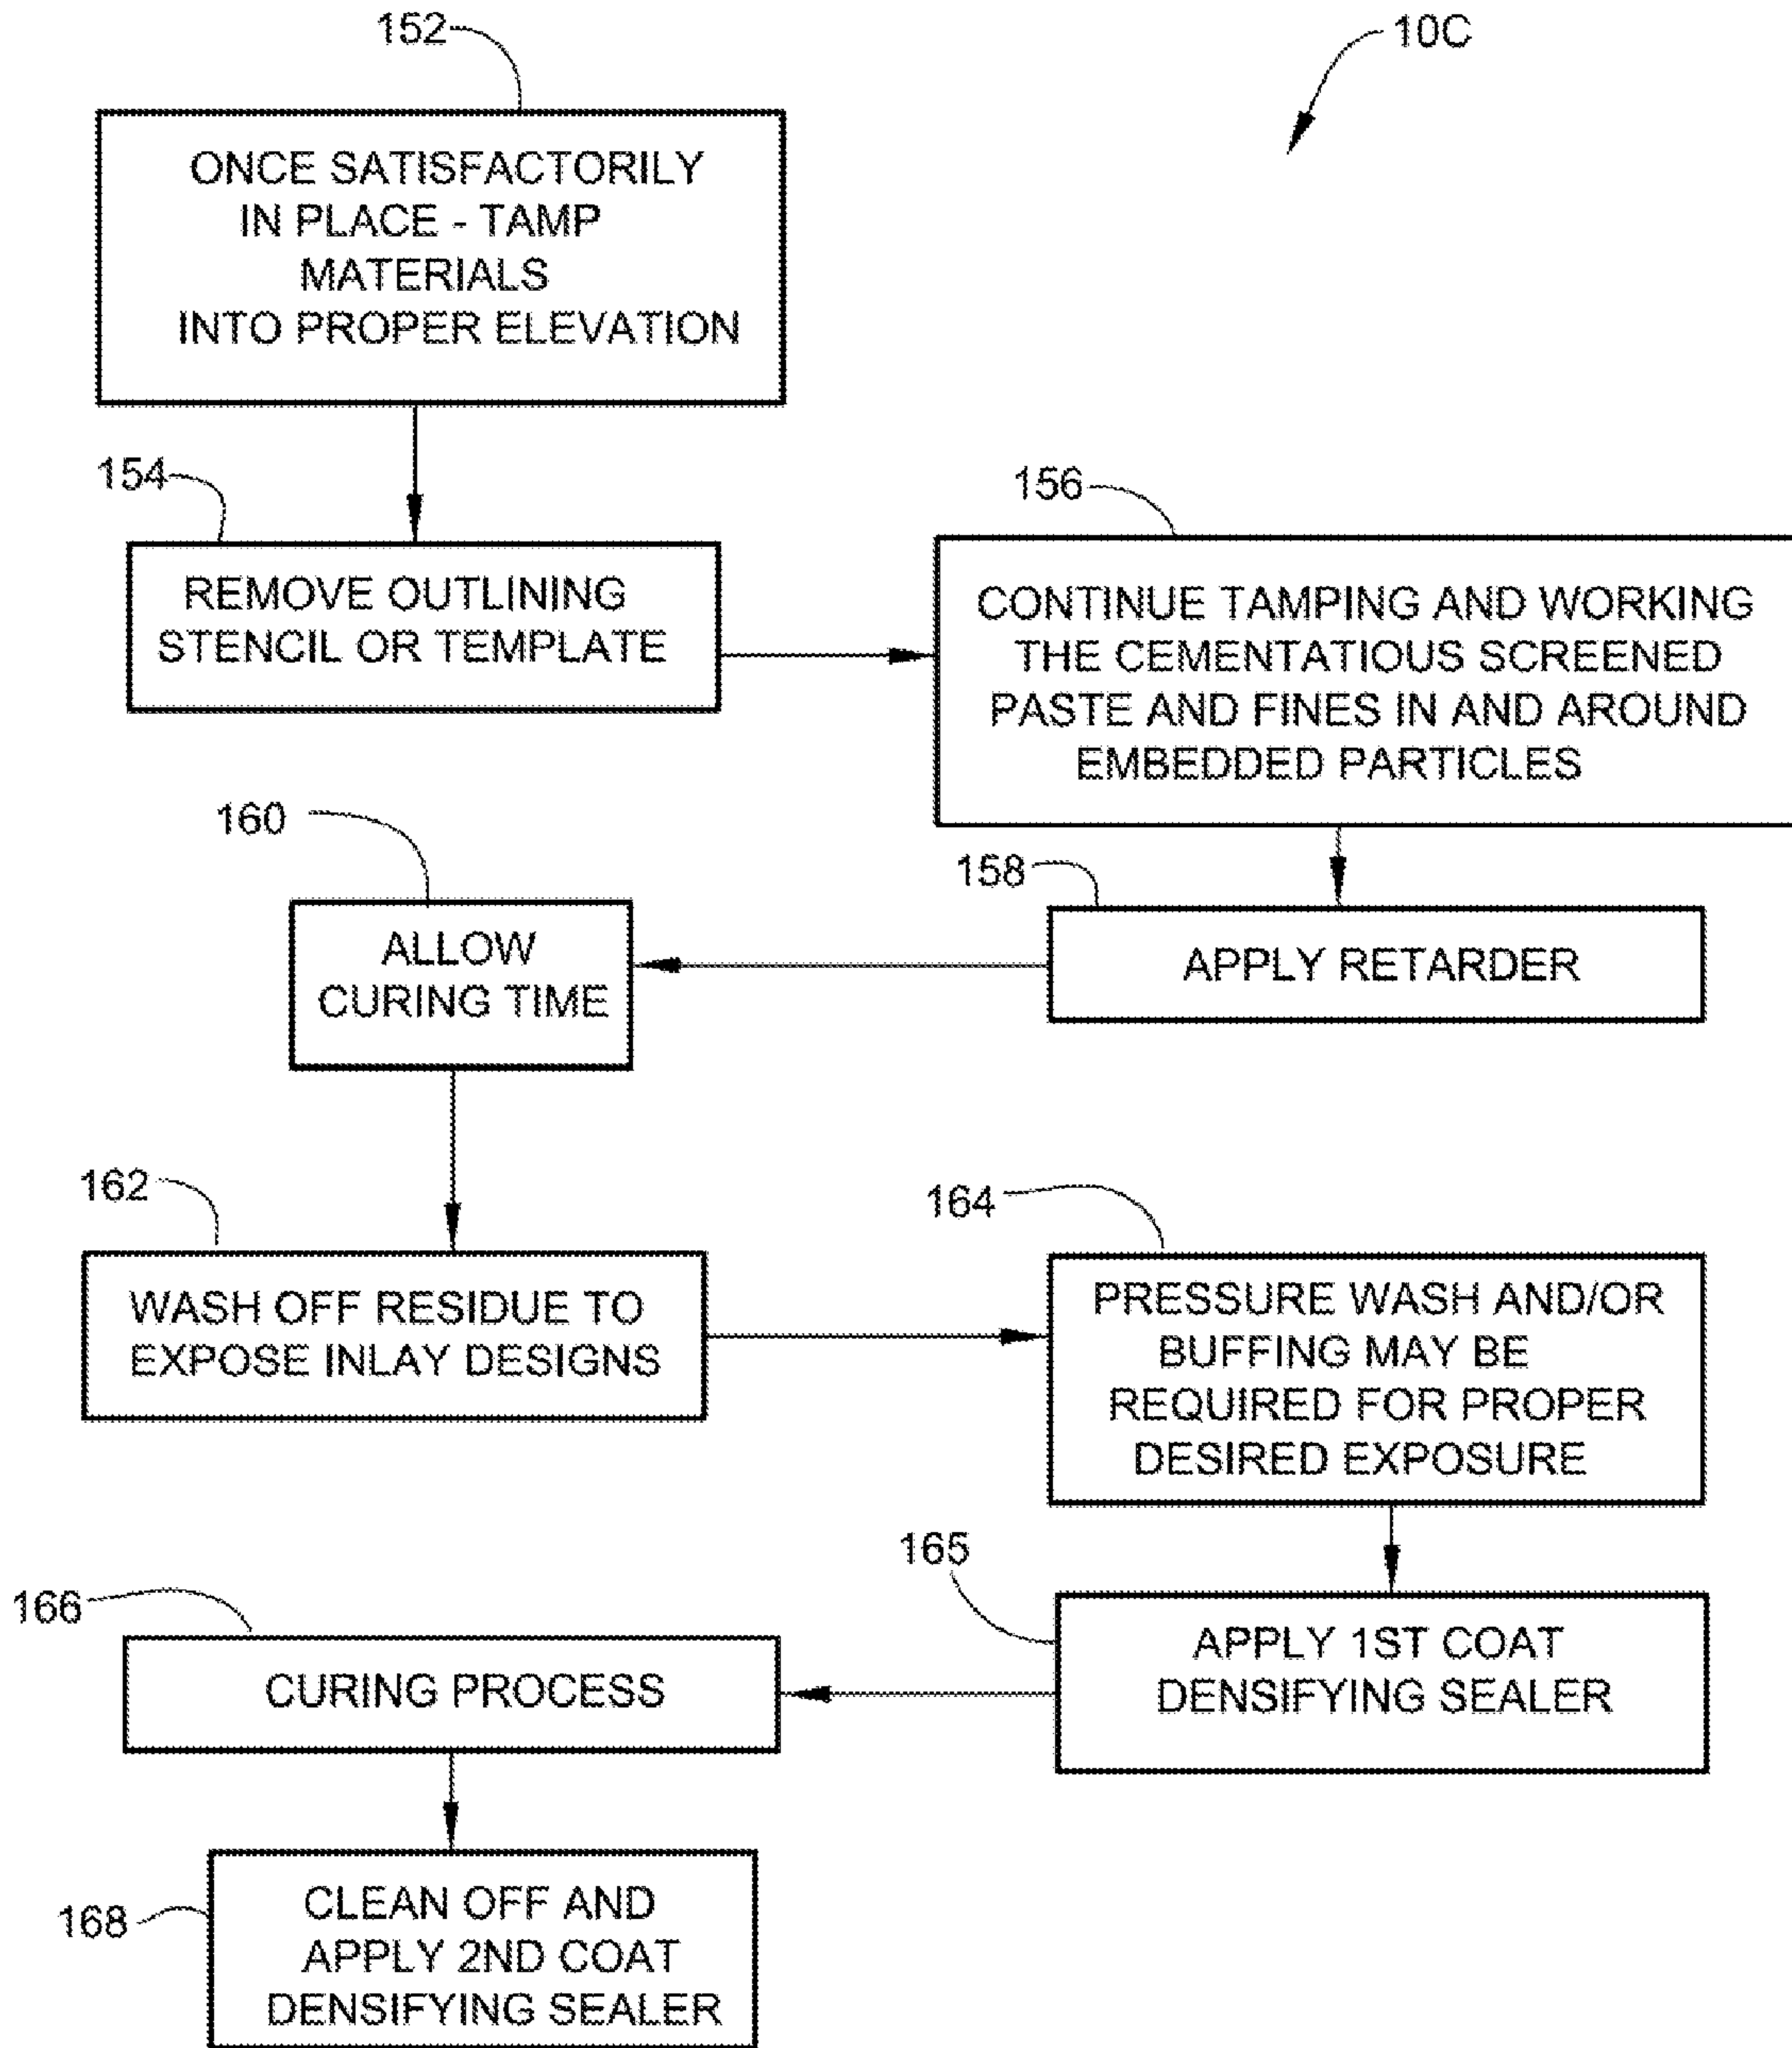 152
10C
ONCE SATISFACTORILY
IN PLACE - TAMP
MATERIALS
INTO PROPER ELEVATION
154
REMOVE OUTLINING
STENCIL OR TEMPLATE
156
CONTINUE TAMPING AND WORKING
THE CEMENTATIOUS SCREENED
PASTE AND FINES IN AND AROUND
EMBEDDED PARTICLES
158
APPLY RETARDER
160
ALLOW
CURING TIME
162
WASH OFF RESIDUE TO
EXPOSE INLAY DESIGNS
164
PRESSURE WASH AND/OR
BUFFING MAY BE
REQUIRED FOR PROPER
DESIRED EXPOSURE
165
APPLY 1ST COAT
DENSIFYING SEALER
166
CURING PROCESS
168
CLEAN OFF AND
APPLY 2ND COAT
DENSIFYING SEALER